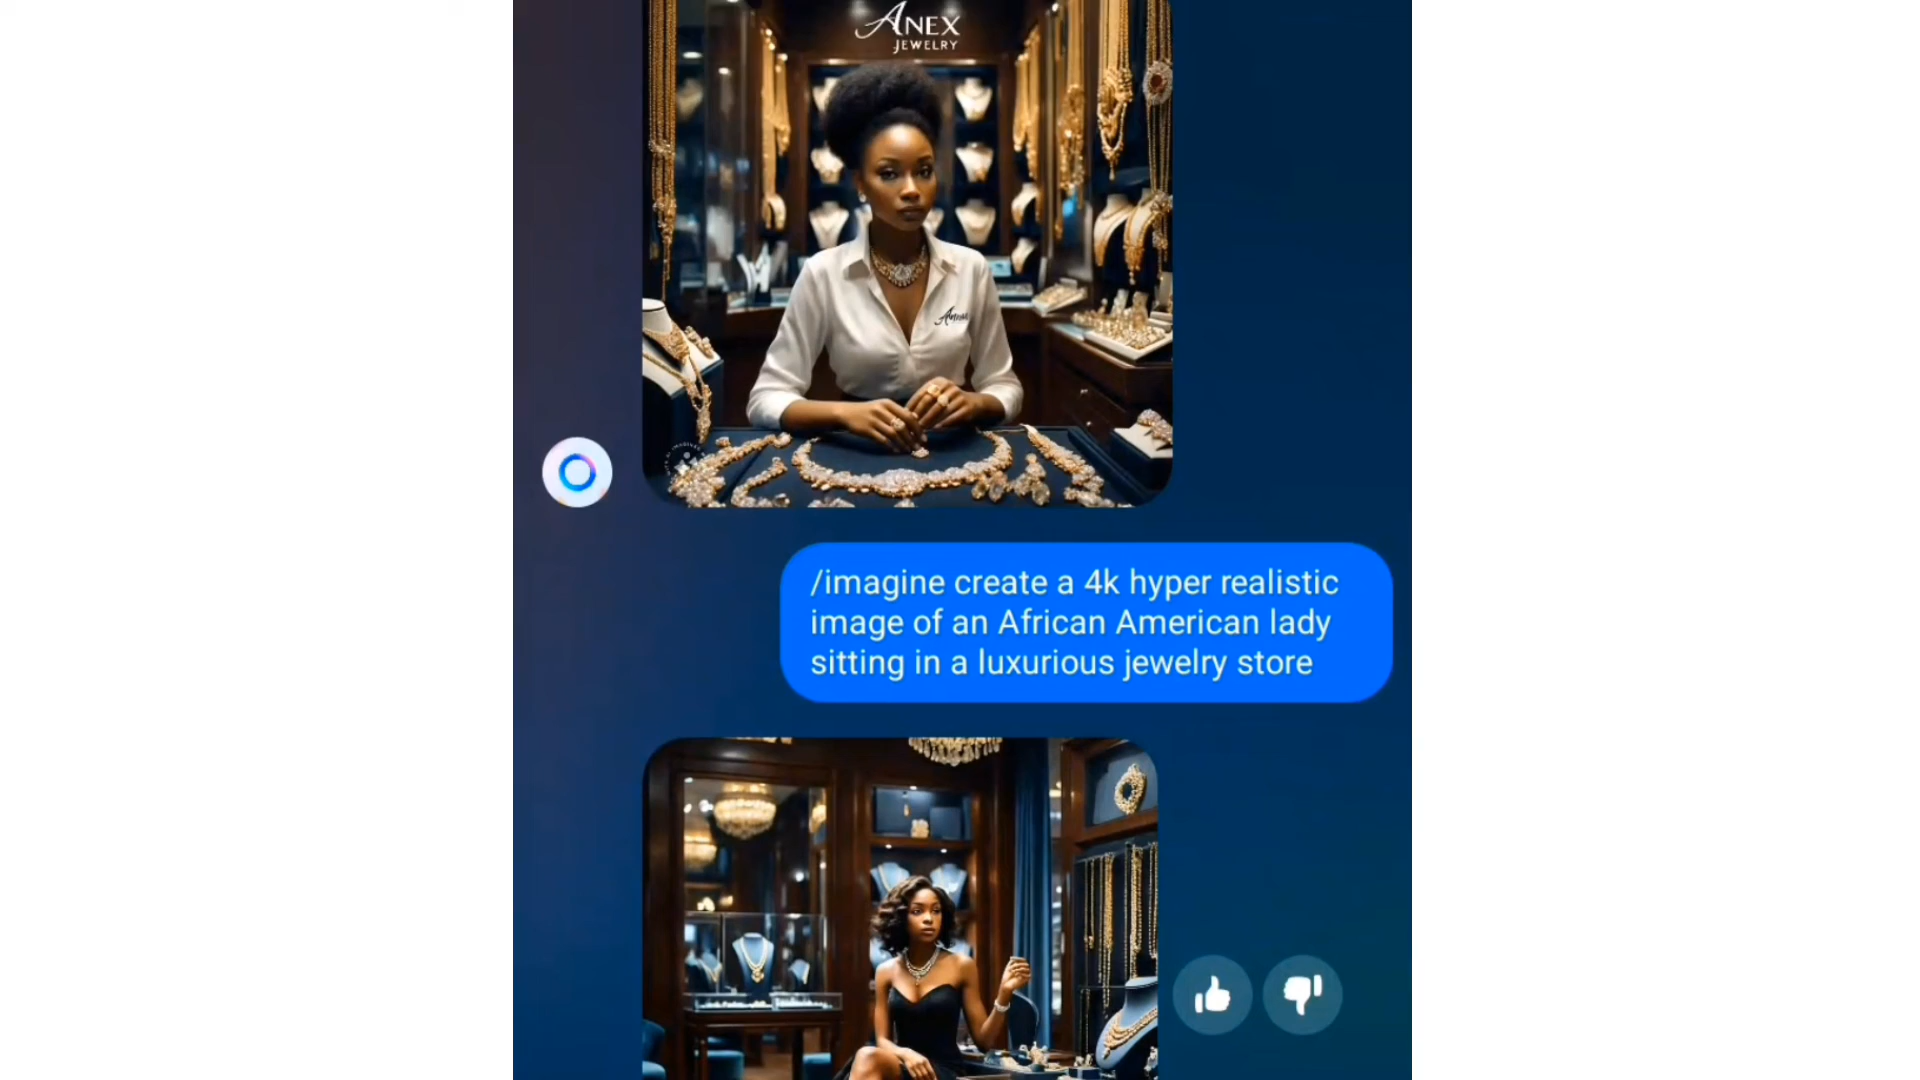 ANEX
JEWELRY
/imagine create a 4k hyper realistic
image of an African American lady
sitting in a luxurious jewelry store